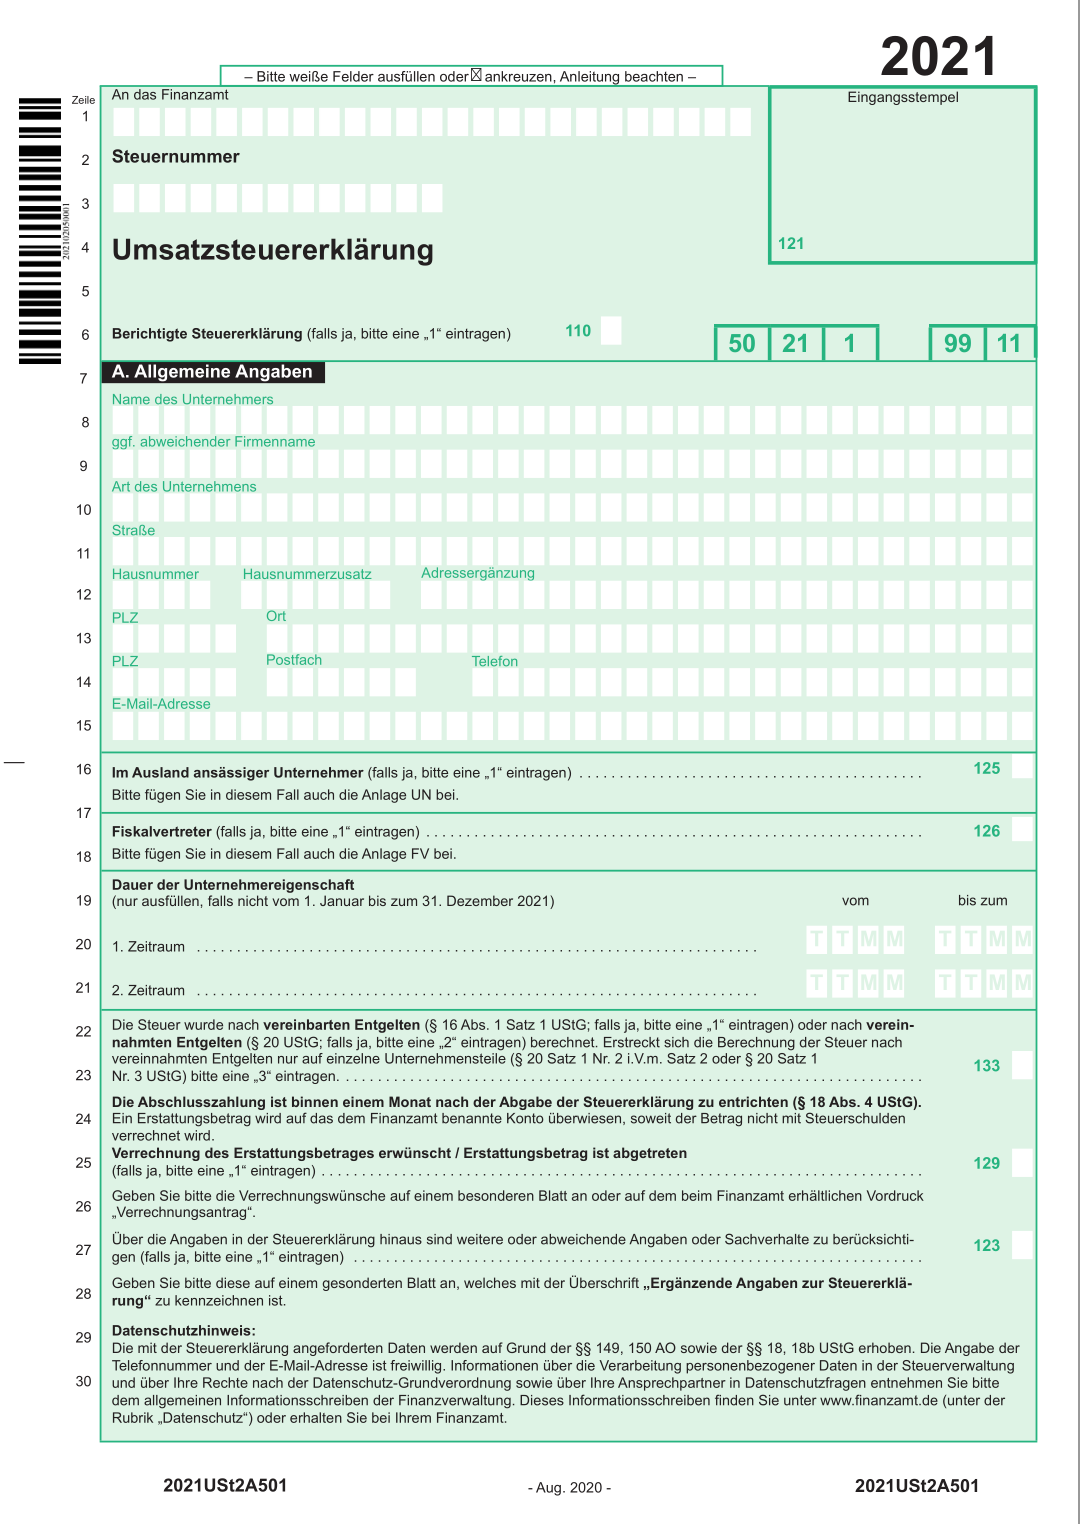 2021
– Bitte weiße Felder ausfüllen oder ☒ ankreuzen, Anleitung beachten –
Zeile
An das Finanzamt
Eingangsstempel
1
2
Steuernummer
3
202102050001
4
Umsatzsteuererklärung
121
5
6
Berichtigte Steuererklärung (falls ja, bitte eine „1“ eintragen)
110
50 21 1
99 11
7
A. Allgemeine Angaben
Name des Unternehmers
8
ggf. abweichender Firmenname
9
Art des Unternehmens
10
Straße
11
Hausnummer Hausnummerzusatz Adressergänzung
12
PLZ Ort
13
PLZ Postfach Telefon
14
E-Mail-Adresse
15
16
Im Ausland ansässiger Unternehmer (falls ja, bitte eine „1“ eintragen)
125
Bitte fügen Sie in diesem Fall auch die Anlage UN bei.
17
Fiskalvertreter (falls ja, bitte eine „1“ eintragen)
126
18
Bitte fügen Sie in diesem Fall auch die Anlage FV bei.
Dauer der Unternehmereigenschaft
19
(nur ausfüllen, falls nicht vom 1. Januar bis zum 31. Dezember 2021)
vom
bis zum
20
1. Zeitraum
T T M M T T M M
21
2. Zeitraum
T T M M T T M M
22
Die Steuer wurde nach vereinbarten Entgelten (§ 16 Abs. 1 Satz 1 UStG; falls ja, bitte eine „1“ eintragen) oder nach verein-
nahmten Entgelten (§ 20 UStG; falls ja, bitte eine „2“ eintragen) berechnet. Erstreckt sich die Berechnung der Steuer nach
vereinnahmten Entgelten nur auf einzelne Unternehmensteile (§ 20 Satz 1 Nr. 2 i.V.m. Satz 2 oder § 20 Satz 1
23
Nr. 3 UStG) bitte eine „3“ eintragen.
133
Die Abschlusszahlung ist binnen einem Monat nach der Abgabe der Steuererklärung zu entrichten (§ 18 Abs. 4 UStG).
24
Ein Erstattungsbetrag wird auf das dem Finanzamt benannte Konto überwiesen, soweit der Betrag nicht mit Steuerschulden
verrechnet wird.
25
Verrechnung des Erstattungsbetrages erwünscht / Erstattungsbetrag ist abgetreten
(falls ja, bitte eine „1“ eintragen)
129
26
Geben Sie bitte die Verrechnungswünsche auf einem besonderen Blatt an oder auf dem beim Finanzamt erhältlichen Vordruck
„Verrechnungsantrag“.
27
Über die Angaben in der Steuererklärung hinaus sind weitere oder abweichende Angaben oder Sachverhalte zu berücksichti-
gen (falls ja, bitte eine „1“ eintragen)
123
28
Geben Sie bitte diese auf einem gesonderten Blatt an, welches mit der Überschrift „Ergänzende Angaben zur Steuererklä-
rung“ zu kennzeichnen ist.
29
Datenschutzhinweis:
Die mit der Steuererklärung angeforderten Daten werden auf Grund der §§ 149, 150 AO sowie der §§ 18, 18b UStG erhoben. Die Angabe der
Telefonnummer und der E-Mail-Adresse ist freiwillig. Informationen über die Verarbeitung personenbezogener Daten in der Steuerverwaltung
30
und über Ihre Rechte nach der Datenschutz-Grundverordnung sowie über Ihre Ansprechpartner in Datenschutzfragen entnehmen Sie bitte
dem allgemeinen Informationsschreiben der Finanzverwaltung. Dieses Informationsschreiben finden Sie unter www.finanzamt.de (unter der
Rubrik „Datenschutz“) oder erhalten Sie bei Ihrem Finanzamt.
2021USt2A501
- Aug. 2020 -
2021USt2A501